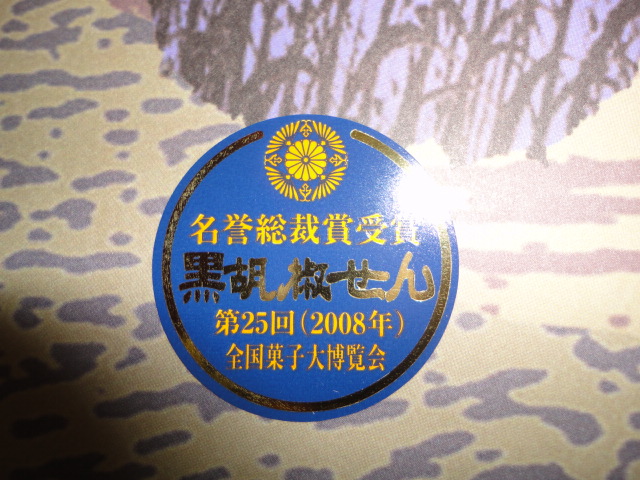 名誉総裁賞受賞
黒胡椒せん
第25回(2008年)
全国菓子大博覧会